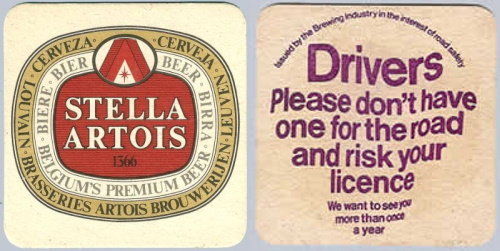 CERVEZA · CERVEJA · LOUVAIN · BRASSERIES ARTOIS BROUWERIJEN · LEUVEN
BIÈRE · BIER · BEER · BIRRA
BELGIUM'S PREMIUM BEER
STELLA
ARTOIS
1366
Issued by the Brewing Industry in the interest of road safety
Drivers
Please don't have
one for the road
and risk your
licence
We want to see you
more than once
a year